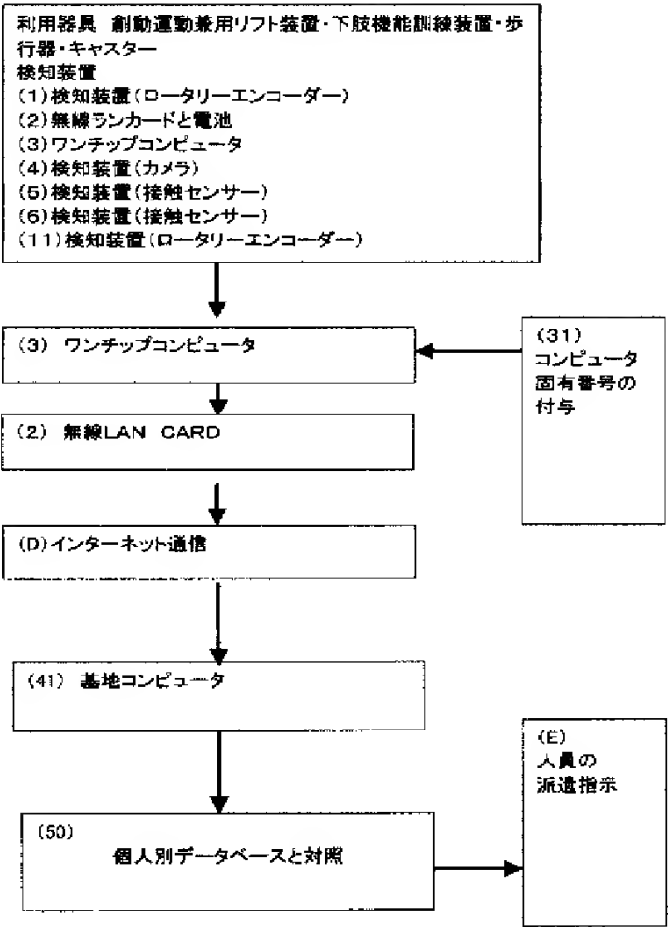 利用器具 創動運動兼用リフト装置・下肢機能訓練装置・歩
行器・キャスター
検知装置
(1)検知装置(ロータリーエンコーダー)
(2)無線ランカードと電池
(3)ワンチップコンピュータ
(4)検知装置(カメラ)
(5)検知装置(接触センサー)
(6)検知装置(接触センサー)
(11)検知装置(ロータリーエンコーダー)
(3) ワンチップコンピュータ
(31)
コンピュータ
固有番号の
付与
(2) 無線LAN CARD
(D)インターネット通信
(41) 基地コンピュータ
(E)
人員の
派遣指示
(50)
個人別データベースと対照